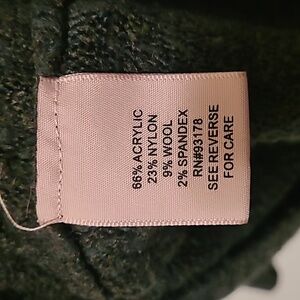 66% ACRYLIC
23% NYLON
9% WOOL
2% SPANDEX
RN#93178
SEE REVERSE
FOR CARE